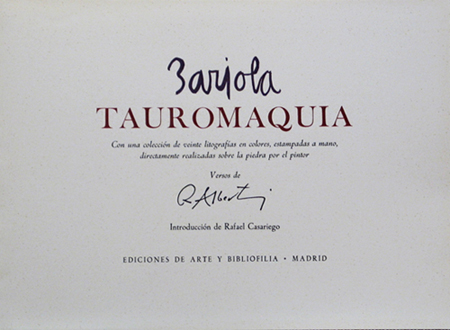 Barjola
TAUROMAQUIA
Con una colección de veinte litografías en colores, estampadas a mano,
directamente realizadas sobre la piedra por el pintor
Versos de
R. Alberti
Introducción de Rafael Casariego
EDICIONES DE ARTE Y BIBLIOFILIA • MADRID